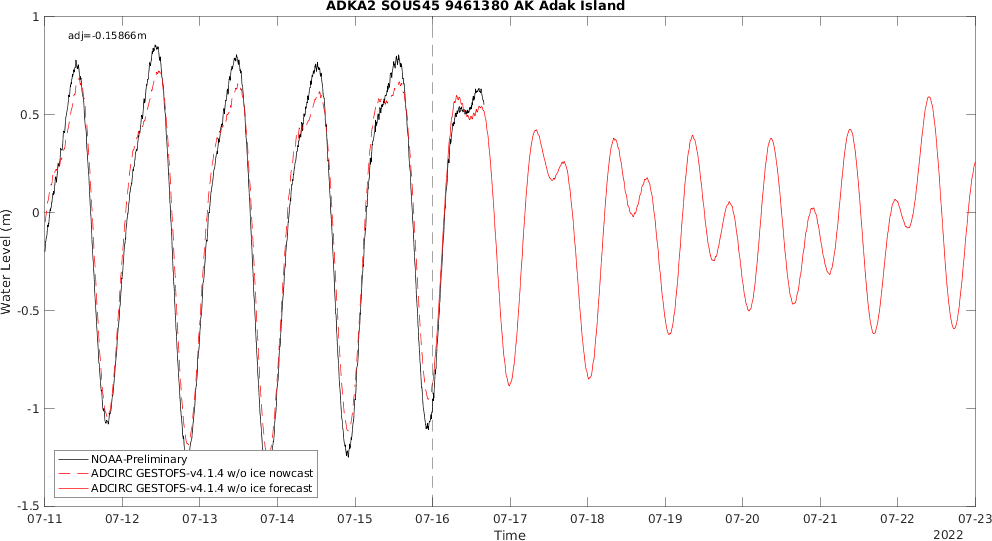 ADKA2 SOUS45 9461380 AK Adak Island
adj=-0.15866m
1
0.5
0
-0.5
-1
-1.5
Water Level (m)
NOAA-Preliminary
ADCIRC GESTOFS-v4.1.4 w/o ice nowcast
ADCIRC GESTOFS-v4.1.4 w/o ice forecast
07-11 07-12 07-13 07-14 07-15 07-16 07-17 07-18 07-19 07-20 07-21 07-22 07-23
Time
2022